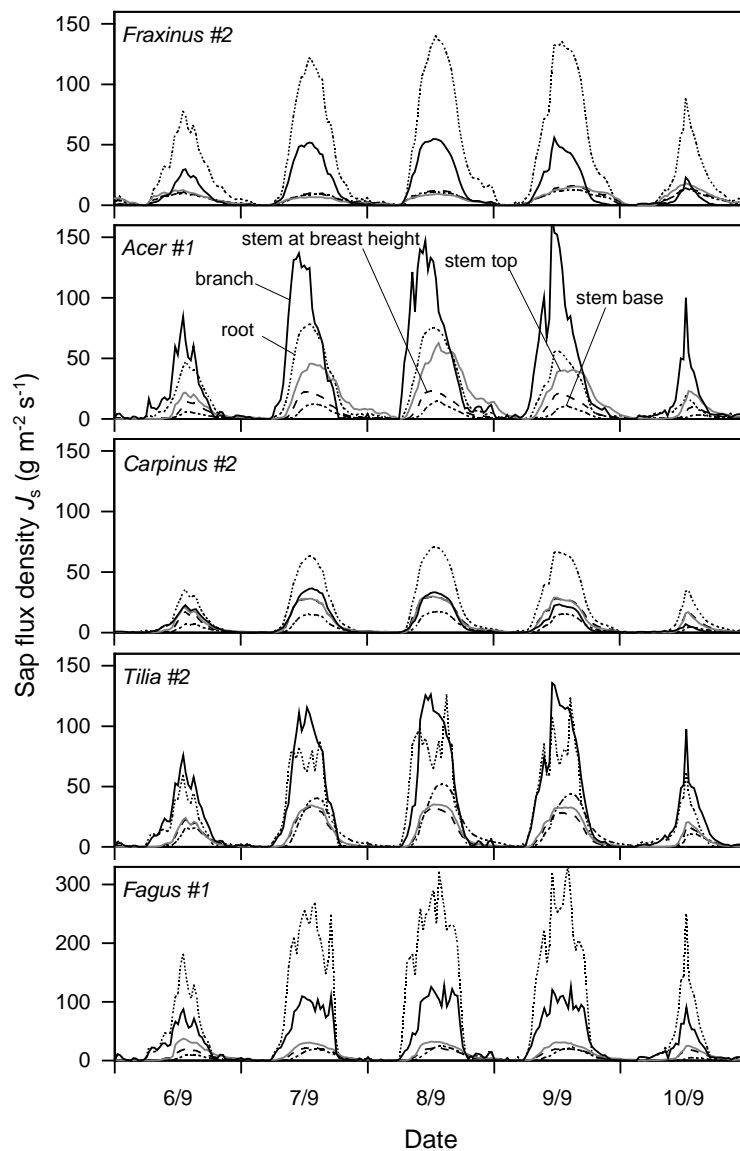 150
Fraxinus #2
100
50
0
150
Acer #1
stem at breast height
stem top
branch
stem base
100
root
50
0
150
Carpinus #2
100
50
0
150
Tilia #2
100
50
0
300
Fagus #1
200
100
0
Sap flux density Js (g m-2 s-1)
6/9 7/9 8/9 9/9 10/9
Date